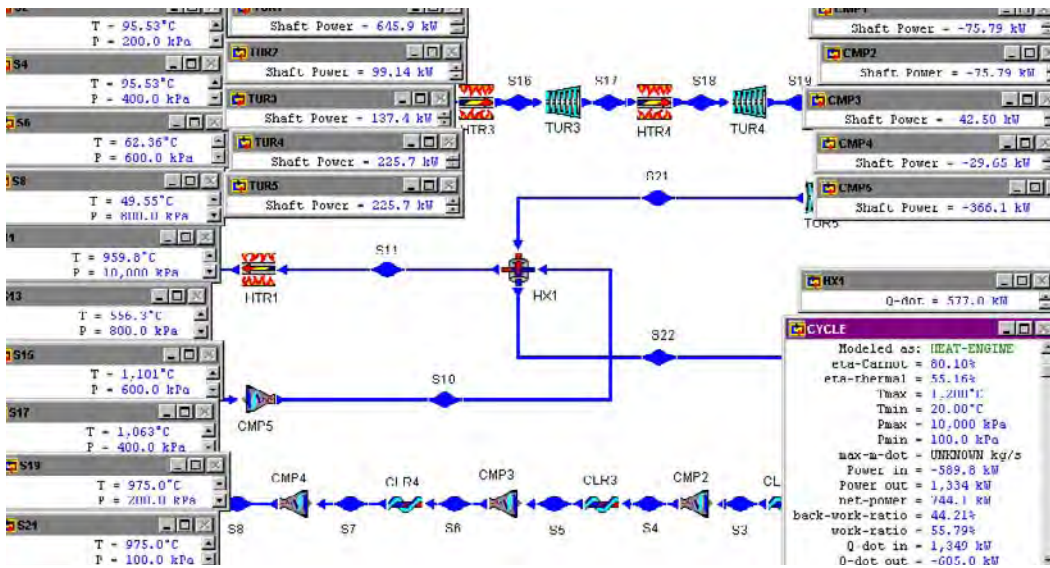 T = 95.53°C
P = 200.0 kPa
S4
T = 95.53°C
P = 400.0 kPa
S6
T = 62.36°C
P = 600.0 kPa
S8
T = 49.55°C
P = 800.0 kPa
T = 959.8°C
P = 10,000 kPa
T = 556.3°C
P = 800.0 kPa
T = 1,101°C
P = 600.0 kPa
S17
T = 1,063°C
P = 400.0 kPa
S19
T = 975.0°C
P = 200.0 kPa
S21
T = 975.0°C
P = 100.0 kPa
Shaft Power = 645.9 kW
TUR2
Shaft Power = 99.14 kW
TUR3
Shaft Power = 137.4 kW
TUR4
Shaft Power = 225.7 kW
TUR5
Shaft Power = 225.7 kW
S16
S17
S18
S19
HTR3
TUR3
HTR4
TUR4
Shaft Power = -75.79 kW
CMP2
Shaft Power = -75.79 kW
CMP3
Shaft Power = -42.50 kW
CMP4
Shaft Power = -29.65 kW
Shaft Power = -366.1 kW
S21
TUR5
S11
HTR1
HX1
S22
S10
CMP5
HX1
Q-dot = 577.0 kW
CYCLE
Modeled as: HEAT-ENGINE
eta-Carnot = 80.10%
eta-thermal = 55.16%
Tmax = 1,200°C
Tmin = 20.00°C
Pmax = 10,000 kPa
Pmin = 100.0 kPa
max-m-dot = UNKNOWN kg/s
Power in = -589.8 kW
Power out = 1,334 kW
net-power = 744.1 kW
back-work-ratio = 44.21%
work-ratio = 55.79%
Q-dot in = 1,349 kW
Q-dot out = -605.0 kW
CMP4
CLR4
CMP3
CLR3
CMP2
CL
S8
S7
S6
S5
S4
S3